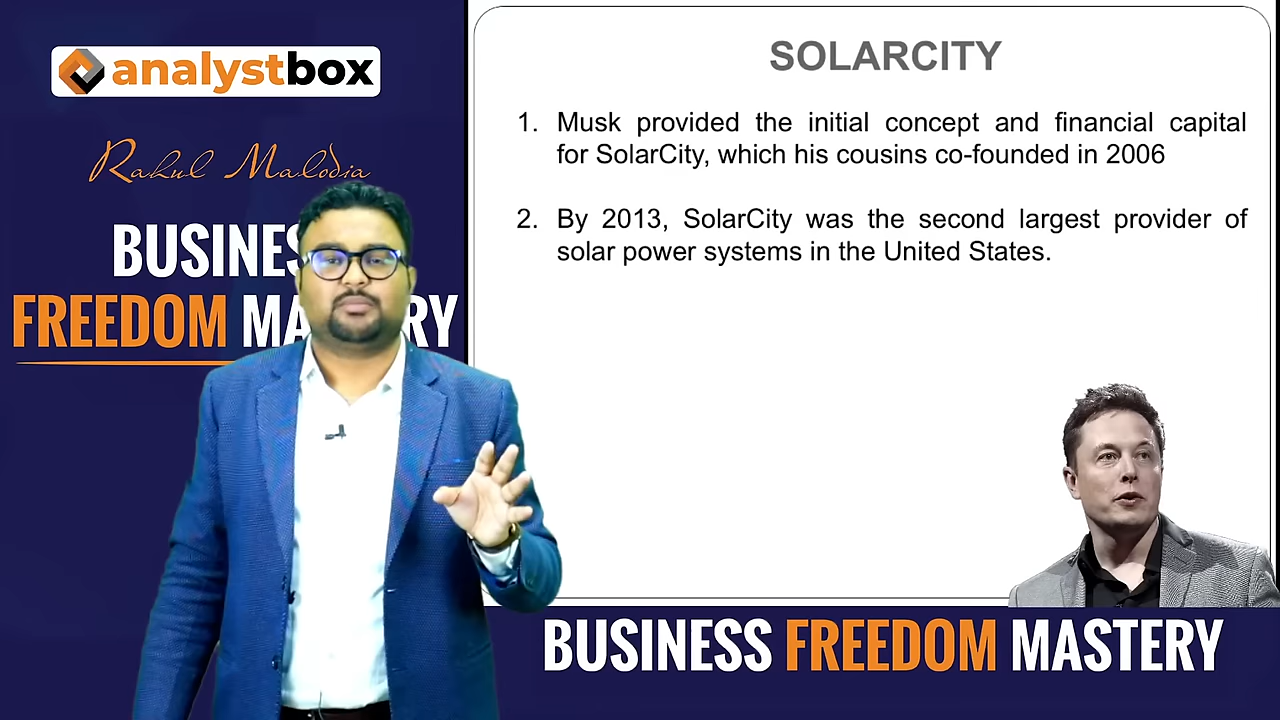 analystbox
Rahul Malodia
BUSINES
FREEDOM MA RY
SOLARCITY
1. Musk provided the initial concept and financial capital
for SolarCity, which his cousins co-founded in 2006
2. By 2013, SolarCity was the second largest provider of
solar power systems in the United States.
BUSINESS FREEDOM MASTERY